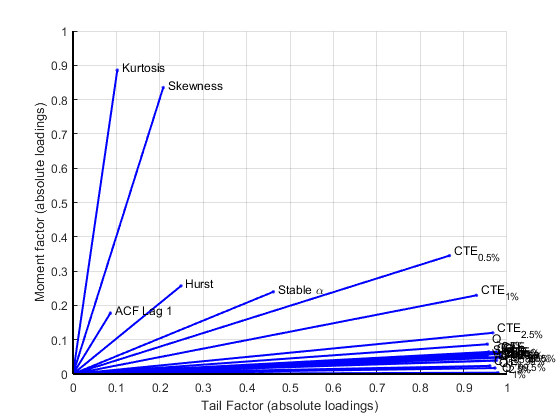 1
0.9
0.8
0.7
0.6
0.5
0.4
0.3
0.2
0.1
0
Moment factor (absolute loadings)
Kurtosis
Skewness
CTE0.5%
Hurst
Stable α
CTE1%
ACF Lag 1
CTE2.5%
0 0.1 0.2 0.3 0.4 0.5 0.6 0.7 0.8 0.9 1
Tail Factor (absolute loadings)